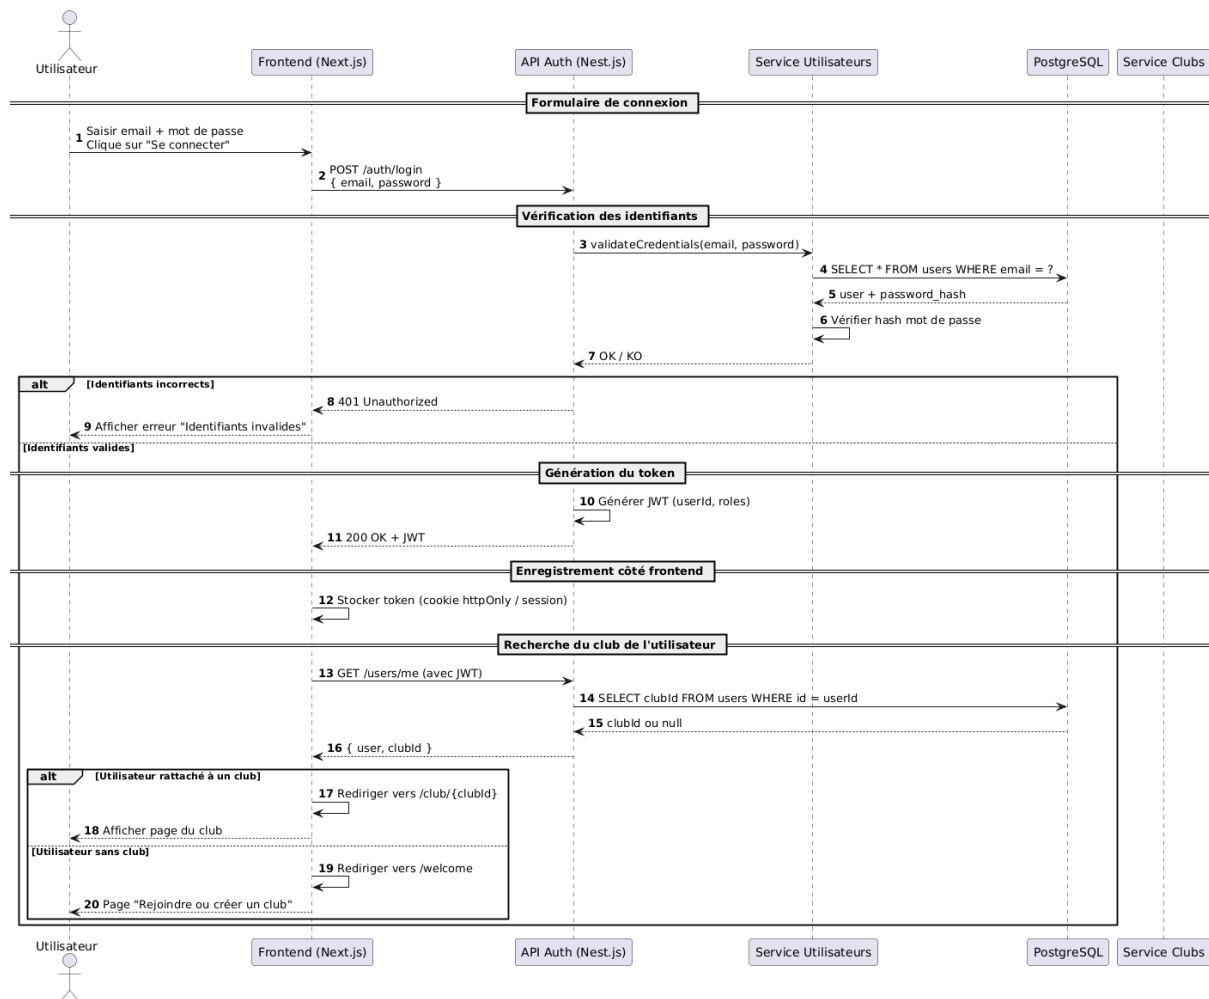 Utilisateur
Frontend (Next.js)
API Auth (Nest.js)
Service Utilisateurs
PostgreSQL
Service Clubs
Formulaire de connexion
1 Saisir email + mot de passe
Clique sur "Se connecter"
2 POST /auth/login
{ email, password }
Vérification des identifiants
3 validateCredentials(email, password)
4 SELECT * FROM users WHERE email = ?
5 user + password_hash
6 Vérifier hash mot de passe
7 OK / KO
alt [Identifiants incorrects]
8 401 Unauthorized
9 Afficher erreur "Identifiants invalides"
[Identifiants valides]
Génération du token
10 Générer JWT (userId, roles)
11 200 OK + JWT
Enregistrement côté frontend
12 Stocker token (cookie httpOnly / session)
Recherche du club de l'utilisateur
13 GET /users/me (avec JWT)
14 SELECT clubId FROM users WHERE id = userId
15 clubId ou null
16 { user, clubId }
alt [Utilisateur rattaché à un club]
17 Rediriger vers /club/{clubId}
18 Afficher page du club
[Utilisateur sans club]
19 Rediriger vers /welcome
20 Page "Rejoindre ou créer un club"
Utilisateur
Frontend (Next.js)
API Auth (Nest.js)
Service Utilisateurs
PostgreSQL
Service Clubs